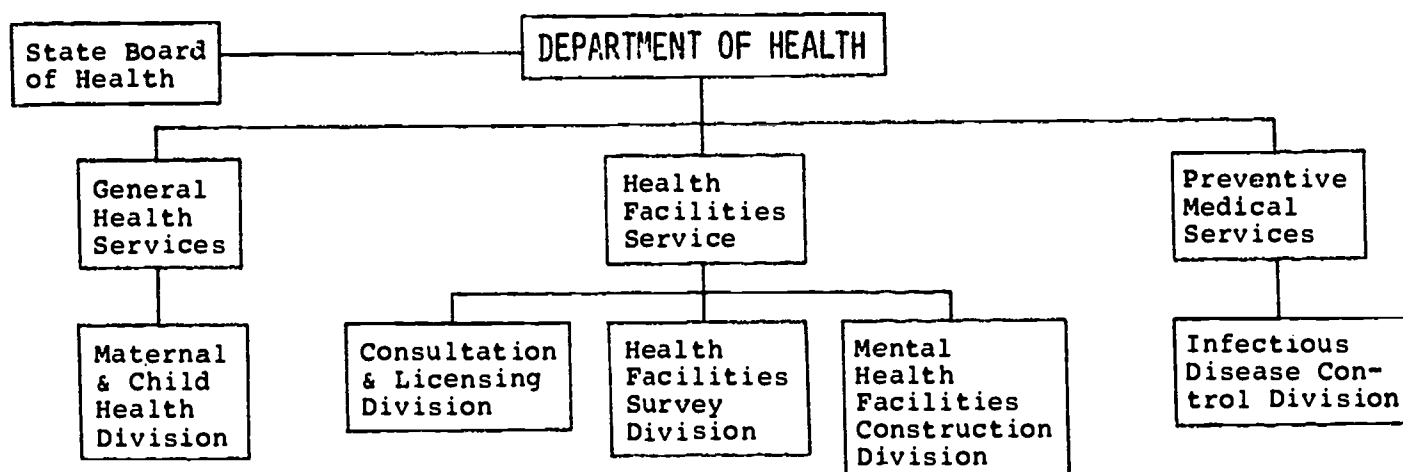 State Board
of Health
DEPARTMENT OF HEALTH
General
Health
Services
Health
Facilities
Service
Preventive
Medical
Services
Maternal
& Child
Health
Division
Consultation
& Licensing
Division
Health
Facilities
Survey
Division
Mental
Health
Facilities
Construction
Division
Infectious
Disease Con-
trol Division